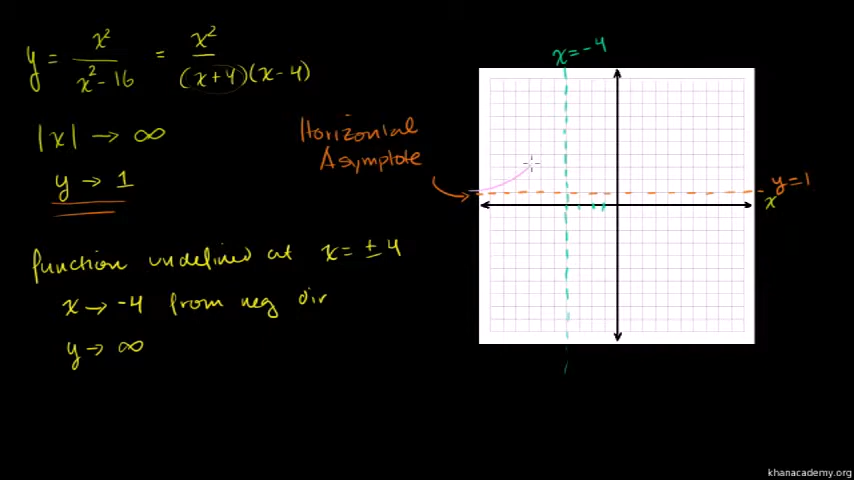 y = x²/(x² - 16) = x²/((x+4)(x-4))
|x| → ∞
y → 1
function undefined at x = ± 4
x → -4 from neg dir
y → ∞
Horizontal
Asymptote
x = -4
y = 1
x
khanacademy.org